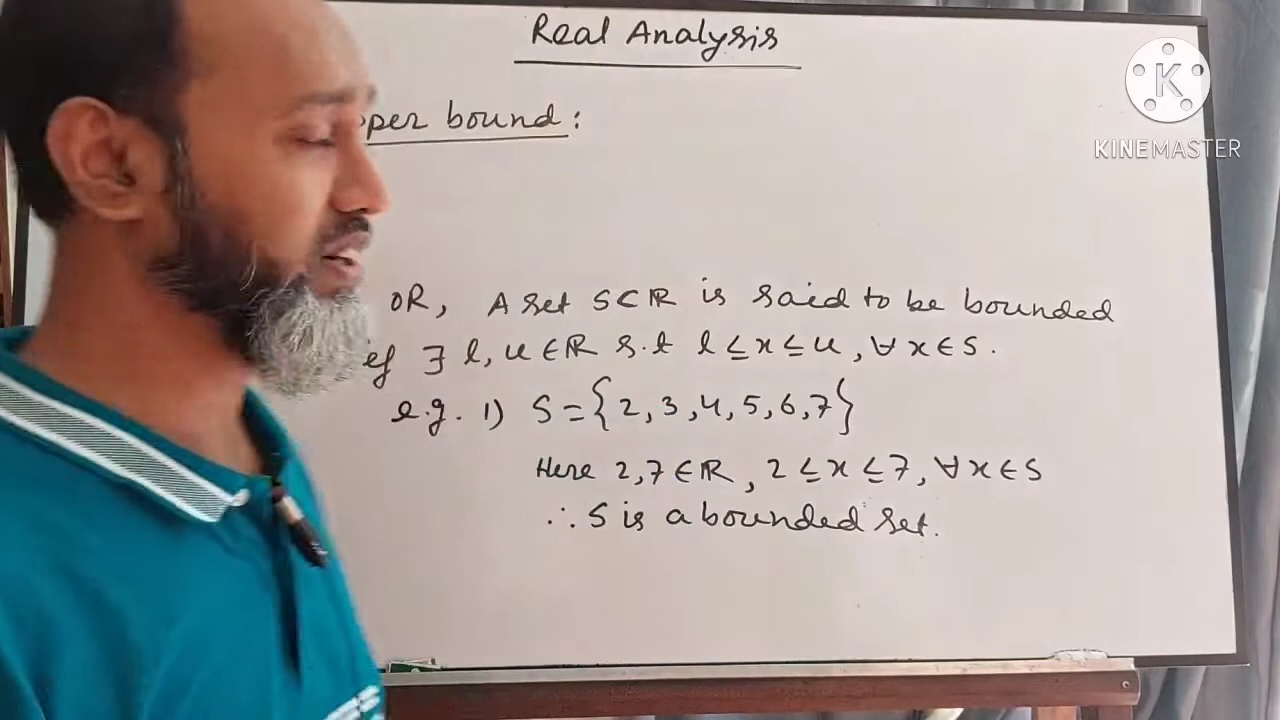 Real Analysis
K
KINEMASTER
pper bound:
OR, A set S⊂ℝ is said to be bounded
if ∃ l, u ∈ ℝ s.t l ≤ x ≤ u, ∀ x ∈ S.
e.g. 1) S = {2, 3, 4, 5, 6, 7}
Here 2, 7 ∈ ℝ, 2 ≤ x ≤ 7, ∀ x ∈ S
∴ S is a bounded set.